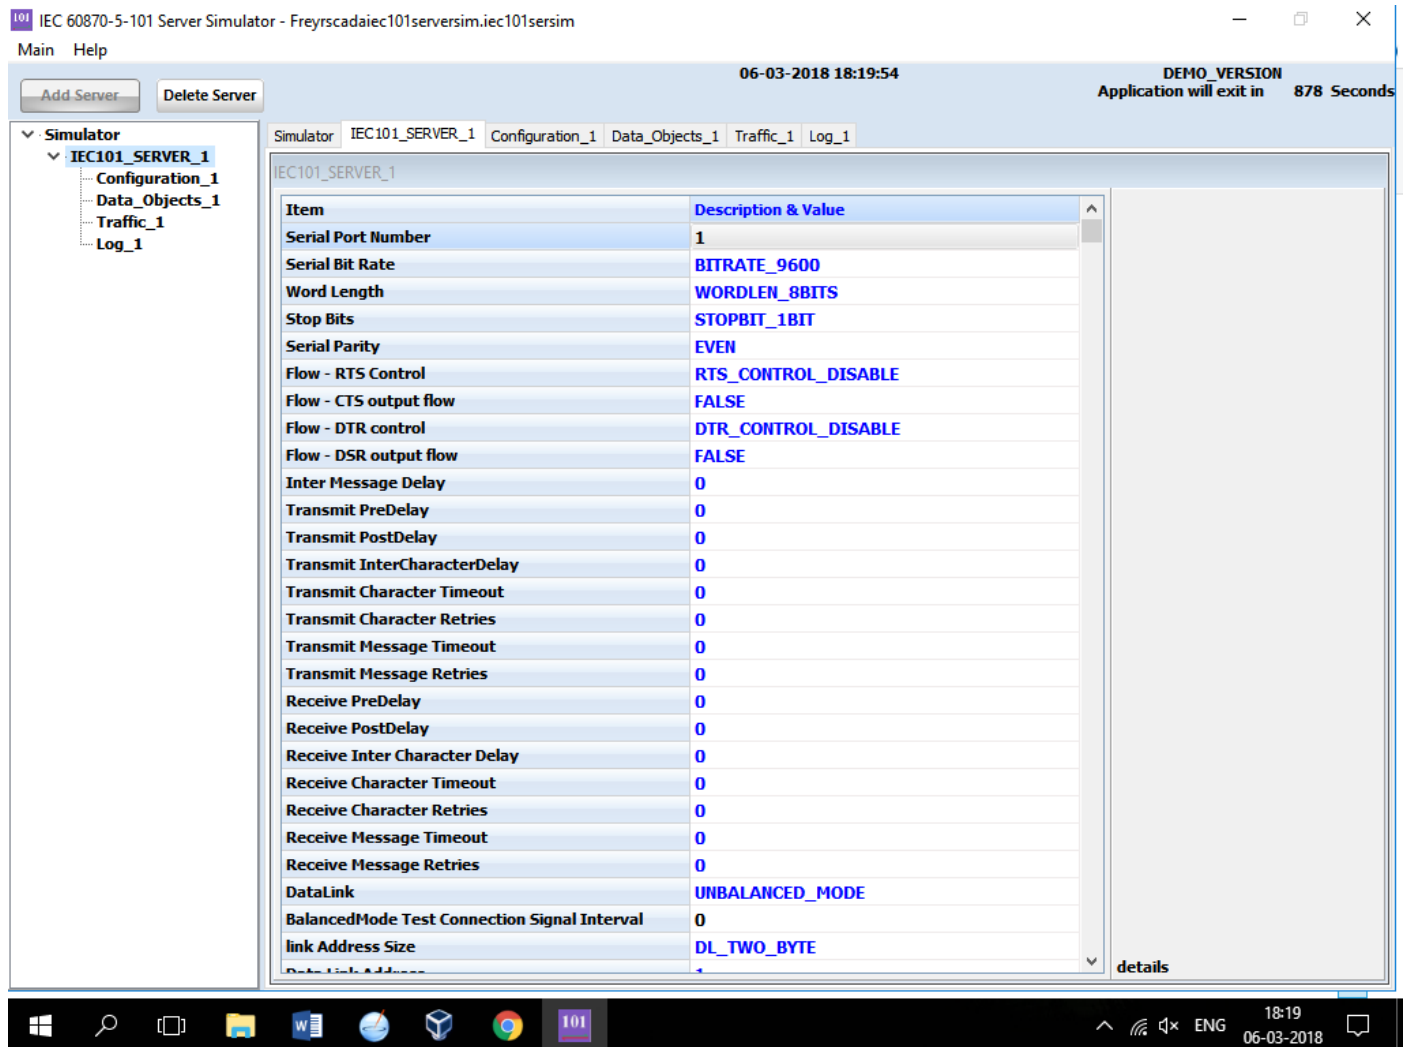 101 IEC 60870-5-101 Server Simulator - Freyrscadaiec101serversim.iec101sersim
Main Help
06-03-2018 18:19:54 DEMO_VERSION
Add Server Delete Server Application will exit in 878 Seconds
Simulator
IEC101_SERVER_1
Configuration_1
Data_Objects_1
Traffic_1
Log_1
Simulator IEC101_SERVER_1 Configuration_1 Data_Objects_1 Traffic_1 Log_1
IEC101_SERVER_1
Item Description & Value
Serial Port Number 1
Serial Bit Rate BITRATE_9600
Word Length WORDLEN_8BITS
Stop Bits STOPBIT_1BIT
Serial Parity EVEN
Flow - RTS Control RTS_CONTROL_DISABLE
Flow - CTS output flow FALSE
Flow - DTR control DTR_CONTROL_DISABLE
Flow - DSR output flow FALSE
Inter Message Delay 0
Transmit PreDelay 0
Transmit PostDelay 0
Transmit InterCharacterDelay 0
Transmit Character Timeout 0
Transmit Character Retries 0
Transmit Message Timeout 0
Transmit Message Retries 0
Receive PreDelay 0
Receive PostDelay 0
Receive Inter Character Delay 0
Receive Character Timeout 0
Receive Character Retries 0
Receive Message Timeout 0
Receive Message Retries 0
DataLink UNBALANCED_MODE
BalancedMode Test Connection Signal Interval 0
link Address Size DL_TWO_BYTE
Data Link Address 1
details
101
ENG
18:19
06-03-2018